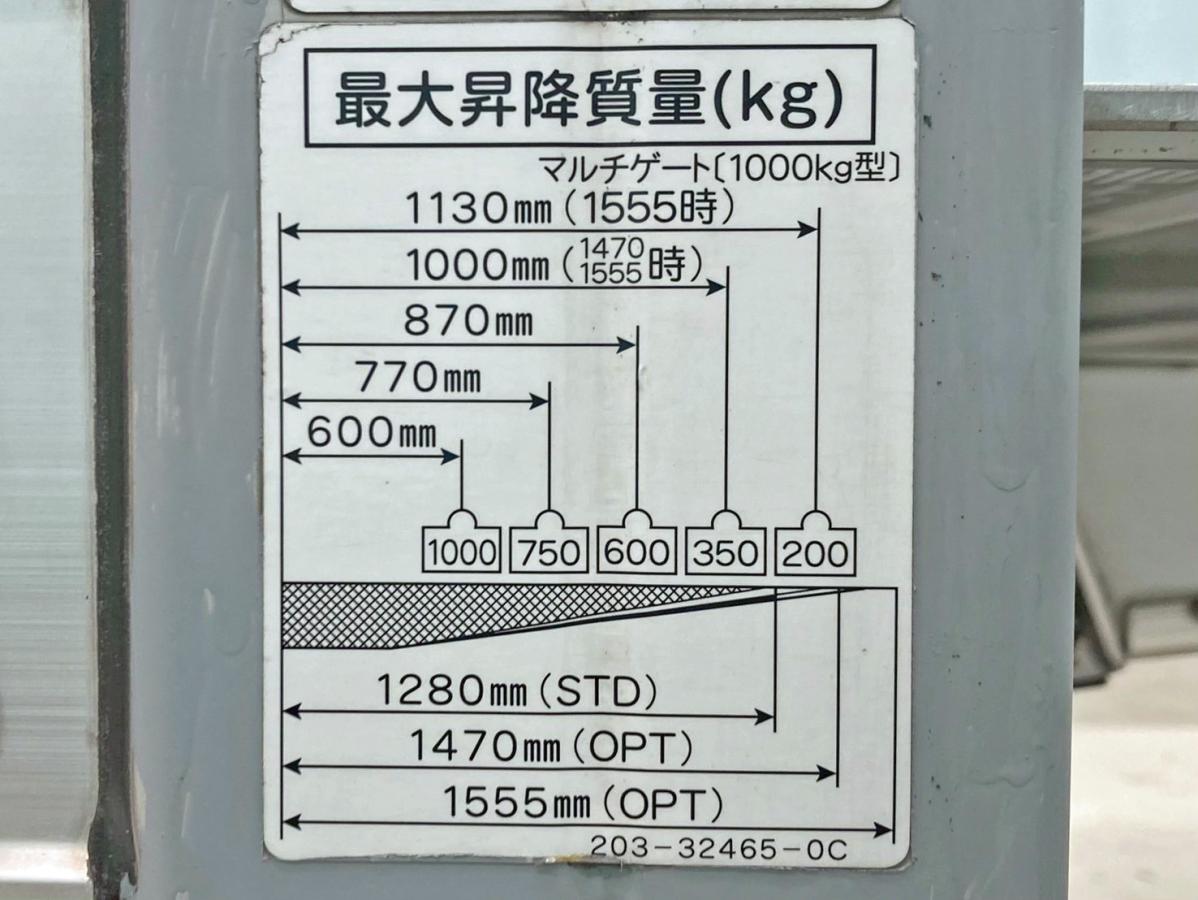 最大昇降質量(kg)
マルチゲート〔1000kg型〕
1130mm(1555時)
1000mm(1470 1555時)
870mm
770mm
600mm
1000 750 600 350 200
1280mm(STD)
1470mm(OPT)
1555mm(OPT)
203-32465-0C